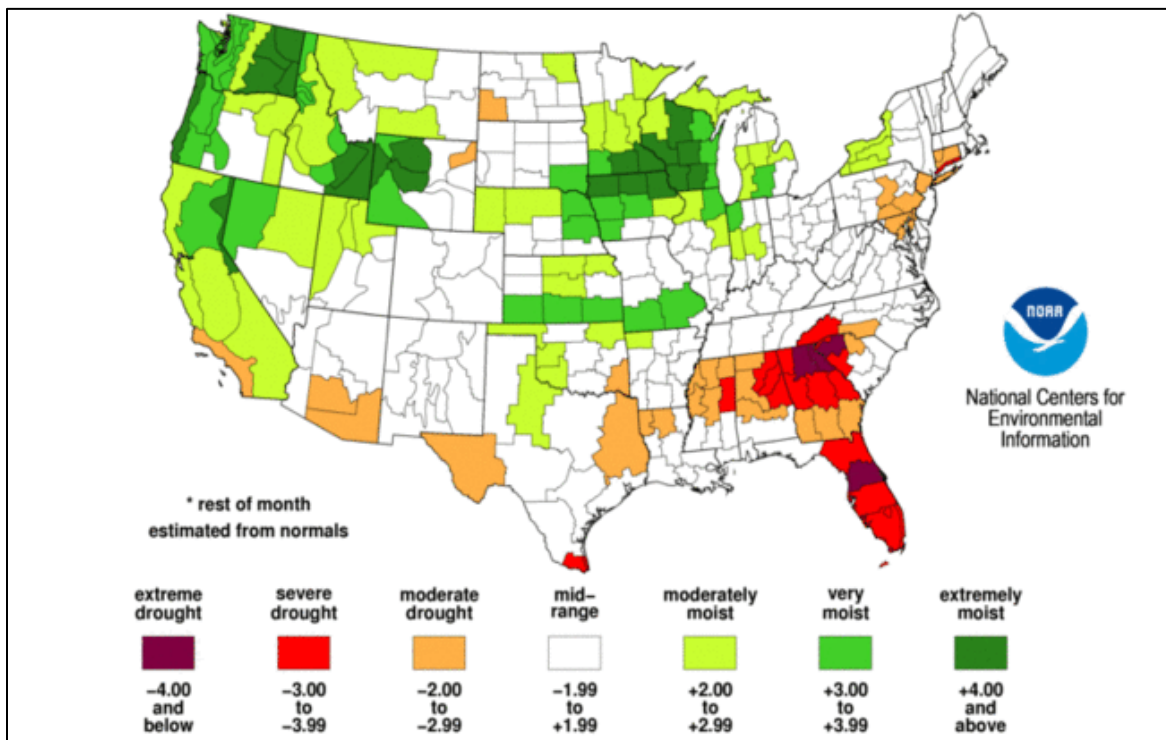 NOAA
National Centers for
Environmental
Information
* rest of month
estimated from normals
extreme
drought
−4.00
and
below
severe
drought
−3.00
to
−3.99
moderate
drought
−2.00
to
−2.99
mid–
range
−1.99
to
+1.99
moderately
moist
+2.00
to
+2.99
very
moist
+3.00
to
+3.99
extremely
moist
+4.00
and
above